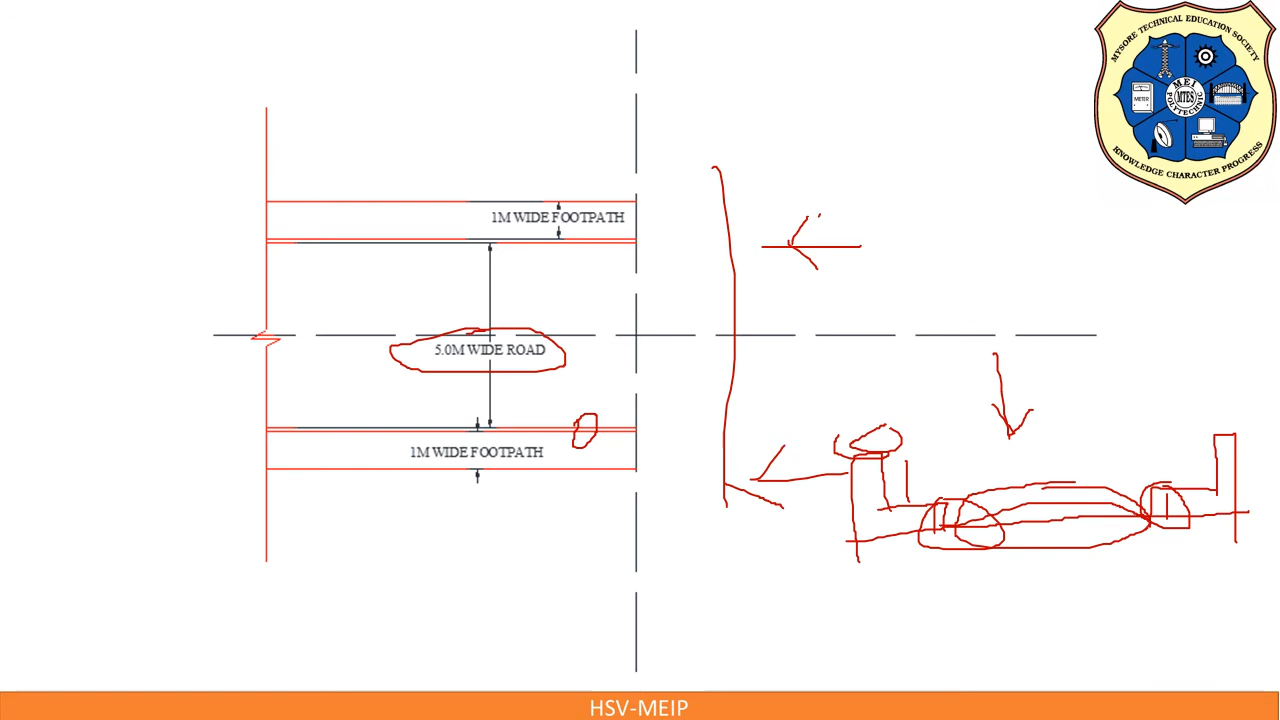 MYSORE TECHNICAL EDUCATION SOCIETY
METER
MEI
MTES
POLYTECHNIC
KNOWLEDGE CHARACTER PROGRESS
1M WIDE FOOTPATH
5.0M WIDE ROAD
1M WIDE FOOTPATH
HSV-MEIP